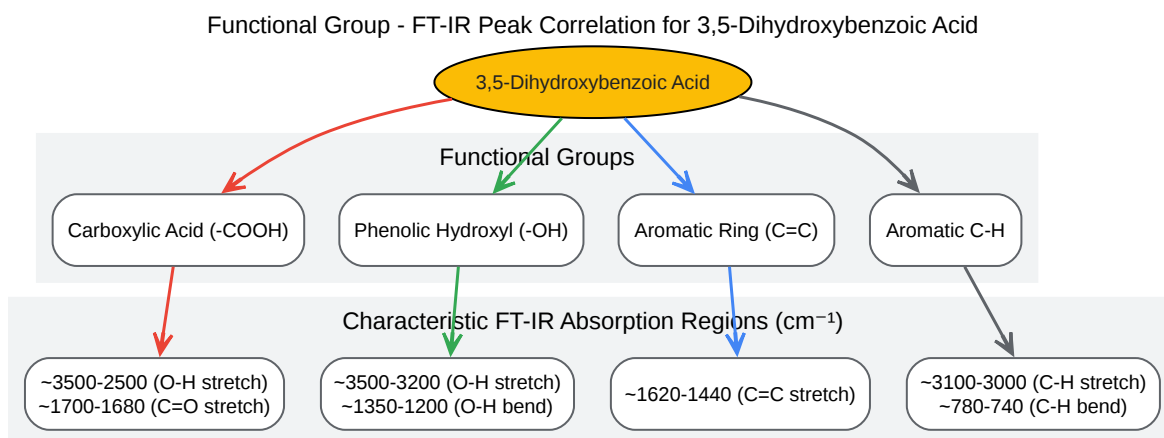 Functional Group - FT-IR Peak Correlation for 3,5-Dihydroxybenzoic Acid
3,5-Dihydroxybenzoic Acid
Functional Groups
Carboxylic Acid (-COOH)
Phenolic Hydroxyl (-OH)
Aromatic Ring (C=C)
Aromatic C-H
Characteristic FT-IR Absorption Regions (cm⁻¹)
~3500-2500 (O-H stretch)
~1700-1680 (C=O stretch)
~3500-3200 (O-H stretch)
~1350-1200 (O-H bend)
~1620-1440 (C=C stretch)
~3100-3000 (C-H stretch)
~780-740 (C-H bend)